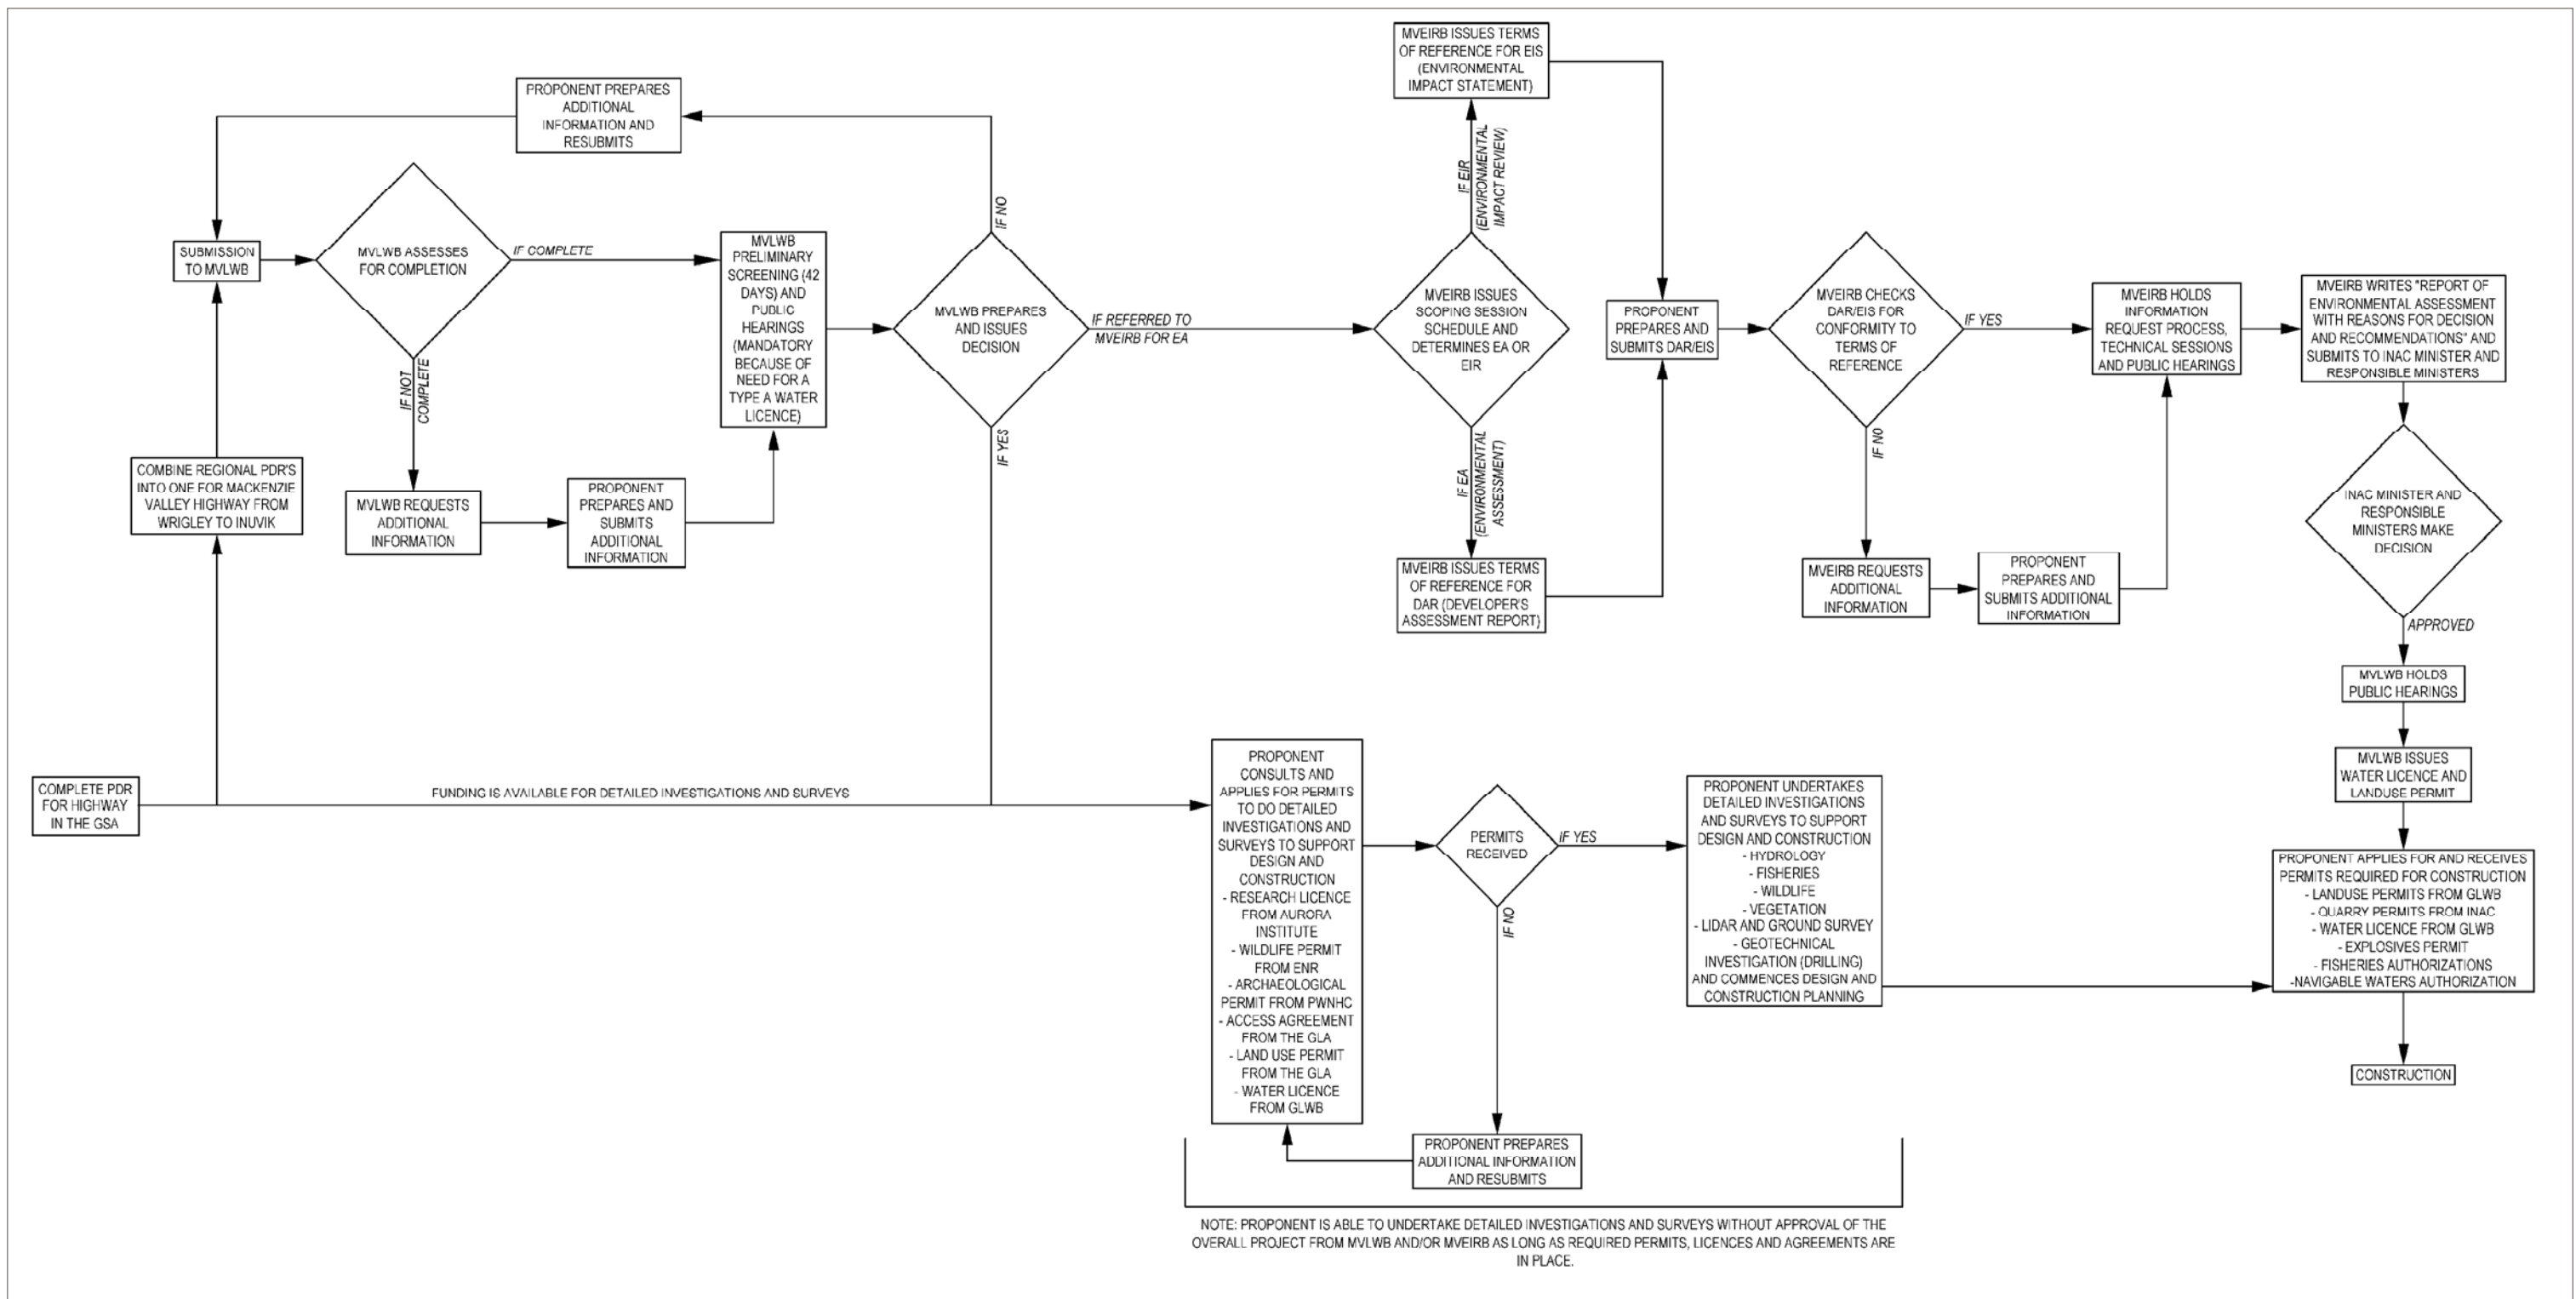 PROPONENT PREPARES
ADDITIONAL
INFORMATION AND
RESUBMITS
SUBMISSION
TO MVLWB
MVLWB ASSESSES
FOR COMPLETION
IF COMPLETE
IF NOT
COMPLETE
MVLWB
PRELIMINARY
SCREENING (42
DAYS) AND
PUBLIC
HEARINGS
(MANDATORY
BECAUSE OF
NEED FOR A
TYPE A WATER
LICENCE)
COMBINE REGIONAL PDR'S
INTO ONE FOR MACKENZIE
VALLEY HIGHWAY FROM
WRIGLEY TO INUVIK
MVLWB REQUESTS
ADDITIONAL
INFORMATION
PROPONENT
PREPARES AND
SUBMITS
ADDITIONAL
INFORMATION
IF NO
MVLWB PREPARES
AND ISSUES
DECISION
IF REFERRED TO
MVEIRB FOR EA
IF YES
MVEIRB ISSUES TERMS
OF REFERENCE FOR EIS
(ENVIRONMENTAL
IMPACT STATEMENT)
IF EIR
(ENVIRONMENTAL
IMPACT REVIEW)
MVEIRB ISSUES
SCOPING SESSION
SCHEDULE AND
DETERMINES EA OR
EIR
IF EA
(ENVIRONMENTAL
ASSESSMENT)
MVEIRB ISSUES TERMS
OF REFERENCE FOR
DAR (DEVELOPER'S
ASSESSMENT REPORT)
PROPONENT
PREPARES AND
SUBMITS DAR/EIS
MVEIRB CHECKS
DAR/EIS FOR
CONFORMITY TO
TERMS OF
REFERENCE
IF YES
IF NO
MVEIRB REQUESTS
ADDITIONAL
INFORMATION
PROPONENT
PREPARES AND
SUBMITS ADDITIONAL
INFORMATION
MVEIRB HOLDS
INFORMATION
REQUEST PROCESS,
TECHNICAL SESSIONS
AND PUBLIC HEARINGS
MVEIRB WRITES "REPORT OF
ENVIRONMENTAL ASSESSMENT
WITH REASONS FOR DECISION
AND RECOMMENDATIONS" AND
SUBMITS TO INAC MINISTER AND
RESPONSIBLE MINISTERS
INAC MINISTER AND
RESPONSIBLE
MINISTERS MAKE
DECISION
APPROVED
MVLWB HOLDS
PUBLIC HEARINGS
MVLWB ISSUES
WATER LICENCE AND
LANDUSE PERMIT
PROPONENT APPLIES FOR AND RECEIVES
PERMITS REQUIRED FOR CONSTRUCTION
- LANDUSE PERMITS FROM GLWB
- QUARRY PERMITS FROM INAC
- WATER LICENCE FROM GLWB
- EXPLOSIVES PERMIT
- FISHERIES AUTHORIZATIONS
-NAVIGABLE WATERS AUTHORIZATION
CONSTRUCTION
COMPLETE PDR
FOR HIGHWAY
IN THE GSA
FUNDING IS AVAILABLE FOR DETAILED INVESTIGATIONS AND SURVEYS
PROPONENT
CONSULTS AND
APPLIES FOR PERMITS
TO DO DETAILED
INVESTIGATIONS AND
SURVEYS TO SUPPORT
DESIGN AND
CONSTRUCTION
- RESEARCH LICENCE
FROM AURORA
INSTITUTE
- WILDLIFE PERMIT
FROM ENR
- ARCHAEOLOGICAL
PERMIT FROM PWNHC
- ACCESS AGREEMENT
FROM THE GLA
- LAND USE PERMIT
FROM THE GLA
- WATER LICENCE
FROM GLWB
PERMITS
RECEIVED
IF YES
IF NO
PROPONENT UNDERTAKES
DETAILED INVESTIGATIONS
AND SURVEYS TO SUPPORT
DESIGN AND CONSTRUCTION
- HYDROLOGY
- FISHERIES
- WILDLIFE
- VEGETATION
- LIDAR AND GROUND SURVEY
- GEOTECHNICAL
INVESTIGATION (DRILLING)
AND COMMENCES DESIGN AND
CONSTRUCTION PLANNING
PROPONENT PREPARES
ADDITIONAL INFORMATION
AND RESUBMITS
NOTE: PROPONENT IS ABLE TO UNDERTAKE DETAILED INVESTIGATIONS AND SURVEYS WITHOUT APPROVAL OF THE
OVERALL PROJECT FROM MVLWB AND/OR MVEIRB AS LONG AS REQUIRED PERMITS, LICENCES AND AGREEMENTS ARE
IN PLACE.